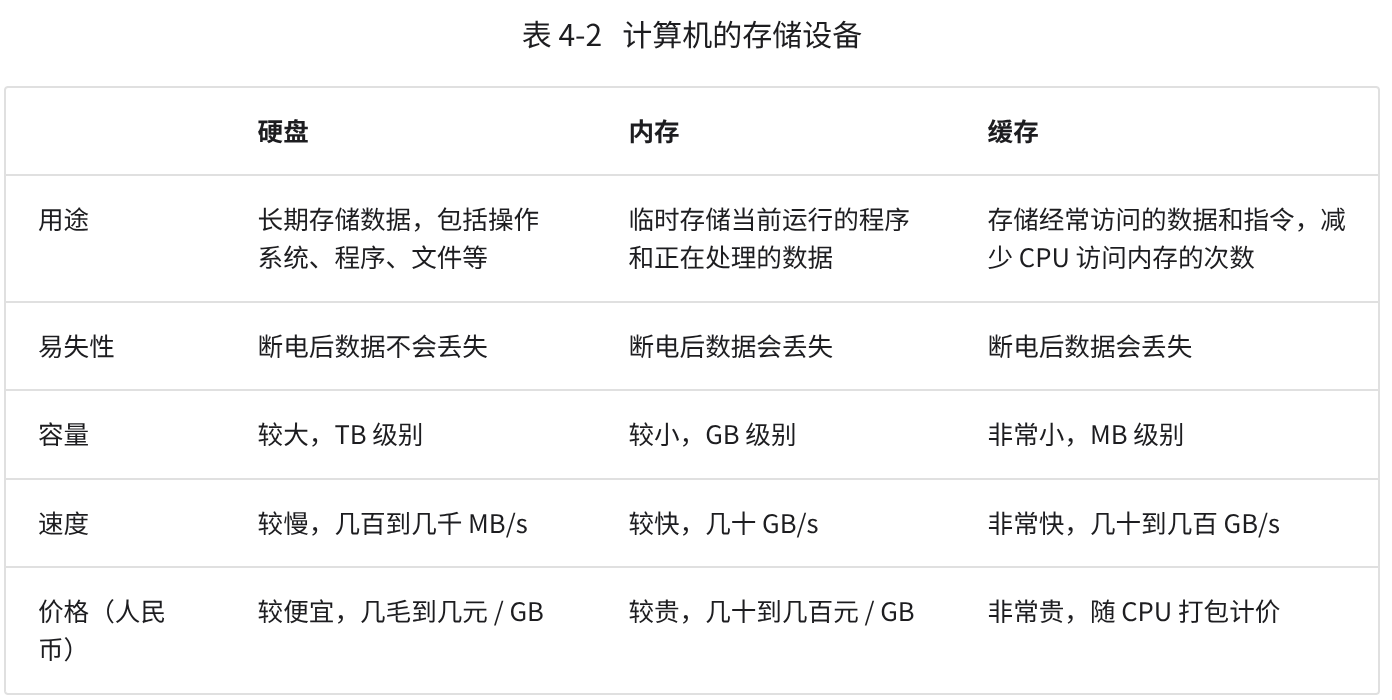 表 4-2 计算机的存储设备
硬盘 内存 缓存
用途 长期存储数据，包括操作 临时存储当前运行的程序 存储经常访问的数据和指令，减
系统、程序、文件等 和正在处理的数据 少 CPU 访问内存的次数
易失性 断电后数据不会丢失 断电后数据会丢失 断电后数据会丢失
容量 较大，TB 级别 较小，GB 级别 非常小，MB 级别
速度 较慢，几百到几千 MB/s 较快，几十 GB/s 非常快，几十到几百 GB/s
价格（人民 较便宜，几毛到几元 / GB 较贵，几十到几百元 / GB 非常贵，随 CPU 打包计价
币）